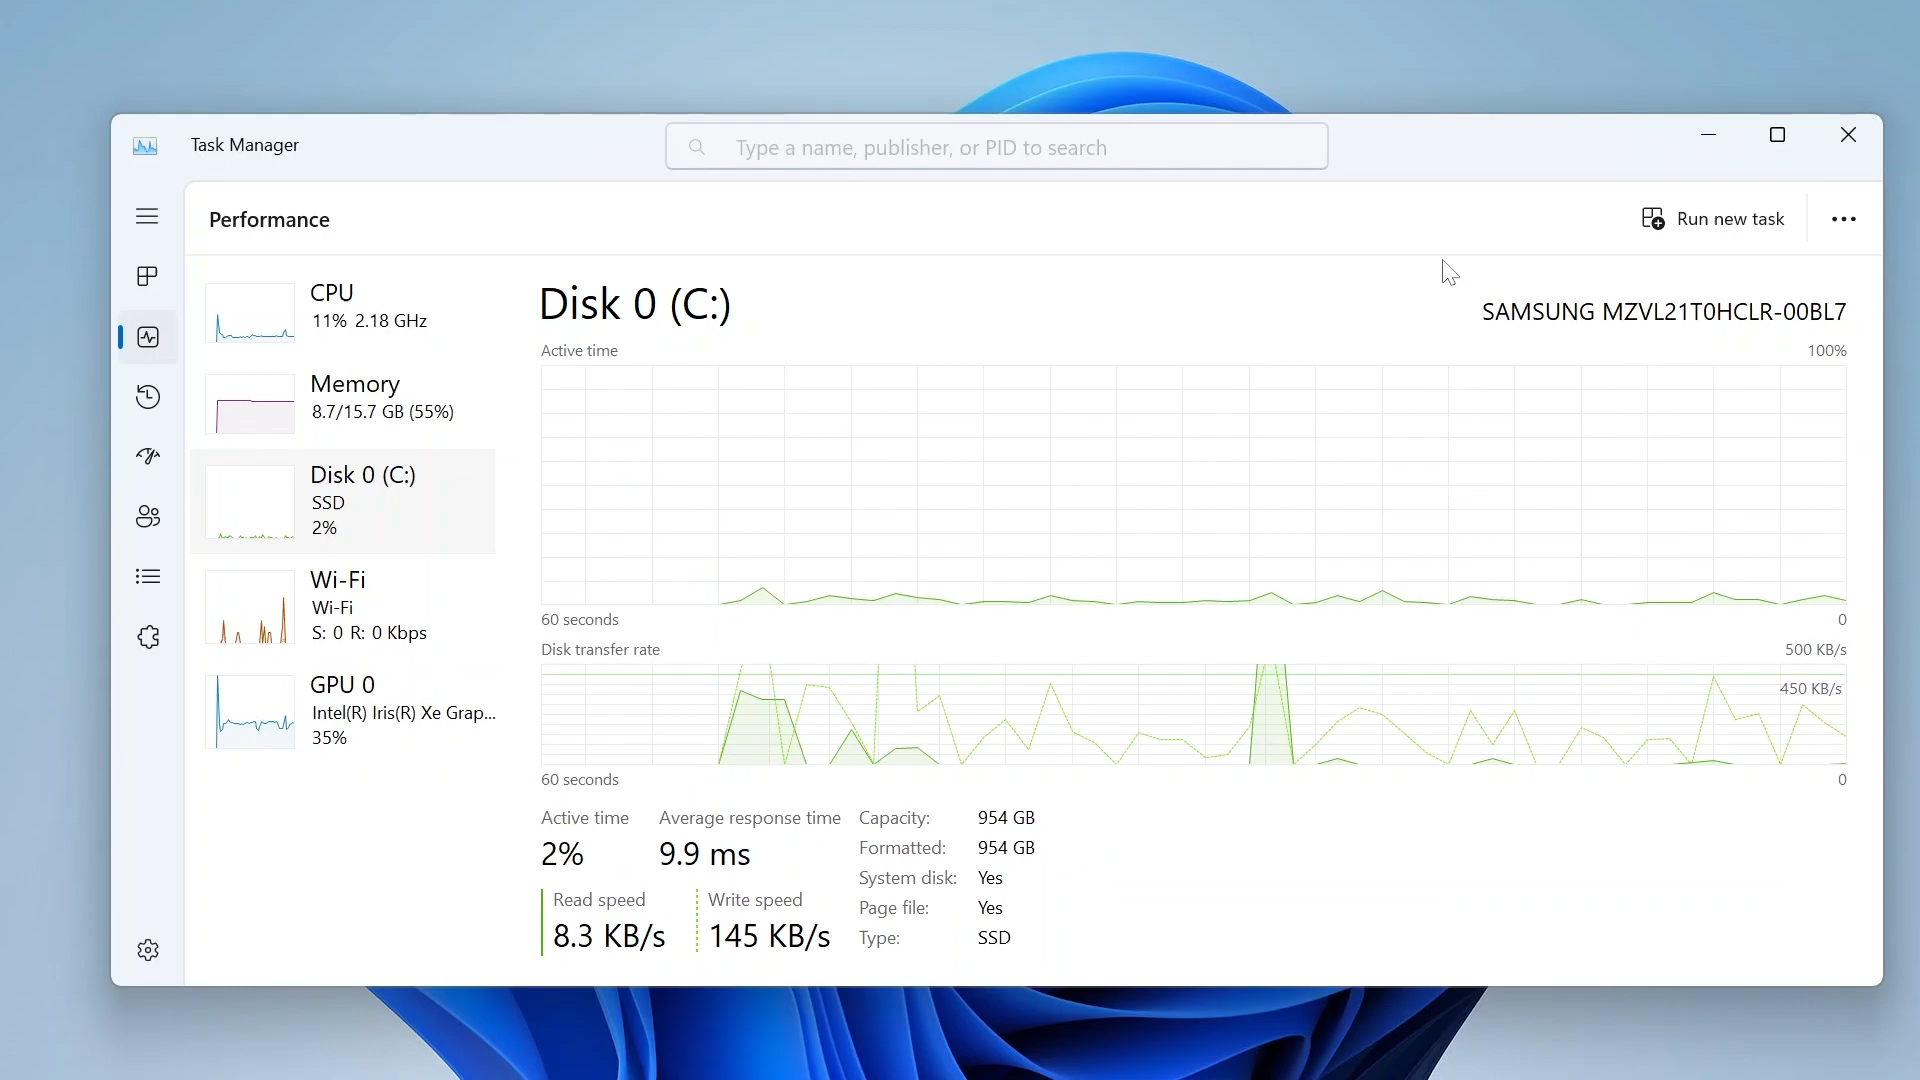 Task Manager
Type a name, publisher, or PID to search
Performance
Run new task
CPU
11% 2.18 GHz
Memory
8.7/15.7 GB (55%)
Disk 0 (C:)
SSD
2%
Wi-Fi
Wi-Fi
S: 0 R: 0 Kbps
GPU 0
Intel(R) Iris(R) Xe Grap...
35%
Disk 0 (C:)
SAMSUNG MZVL21T0HCLR-00BL7
Active time
100%
60 seconds
0
Disk transfer rate
500 KB/s
450 KB/s
60 seconds
0
Active time
2%
Average response time
9.9 ms
Read speed
8.3 KB/s
Write speed
145 KB/s
Capacity: 954 GB
Formatted: 954 GB
System disk: Yes
Page file: Yes
Type: SSD